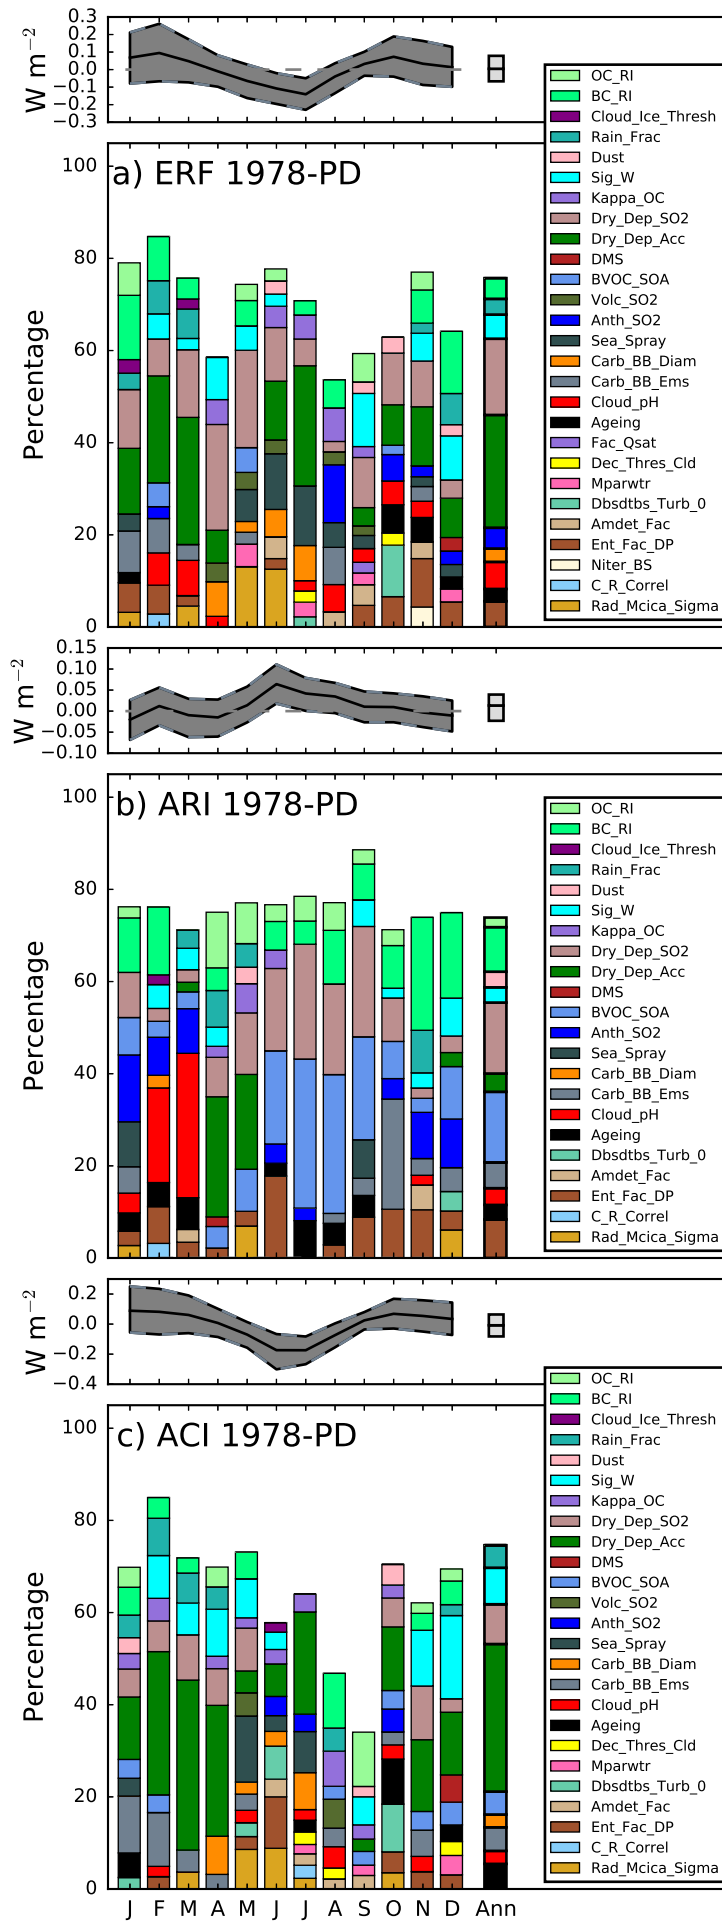 0.3
0.2
0.1
0.0
−0.1
−0.2
−0.3
W m−2
OC_RI
BC_RI
Cloud_Ice_Thresh
Rain_Frac
Dust
Sig_W
Kappa_OC
Dry_Dep_SO2
Dry_Dep_Acc
DMS
BVOC_SOA
Volc_SO2
Anth_SO2
Sea_Spray
Carb_BB_Diam
Carb_BB_Ems
Cloud_pH
Ageing
Fac_Qsat
Dec_Thres_Cld
Mparwtr
Dbsdtbs_Turb_0
Amdet_Fac
Ent_Fac_DP
Niter_BS
C_R_Correl
Rad_Mcica_Sigma
a) ERF 1978-PD
100
80
60
40
20
0
Percentage
0.15
0.10
0.05
0.00
−0.05
−0.10
W m−2
b) ARI 1978-PD
100
80
60
40
20
0
Percentage
OC_RI
BC_RI
Cloud_Ice_Thresh
Rain_Frac
Dust
Sig_W
Kappa_OC
Dry_Dep_SO2
Dry_Dep_Acc
DMS
BVOC_SOA
Anth_SO2
Sea_Spray
Carb_BB_Diam
Carb_BB_Ems
Cloud_pH
Ageing
Dbsdtbs_Turb_0
Amdet_Fac
Ent_Fac_DP
C_R_Correl
Rad_Mcica_Sigma
0.2
0.0
−0.2
−0.4
W m−2
c) ACI 1978-PD
100
80
60
40
20
0
Percentage
OC_RI
BC_RI
Cloud_Ice_Thresh
Rain_Frac
Dust
Sig_W
Kappa_OC
Dry_Dep_SO2
Dry_Dep_Acc
DMS
BVOC_SOA
Volc_SO2
Anth_SO2
Sea_Spray
Carb_BB_Diam
Carb_BB_Ems
Cloud_pH
Ageing
Dec_Thres_Cld
Mparwtr
Dbsdtbs_Turb_0
Amdet_Fac
Ent_Fac_DP
C_R_Correl
Rad_Mcica_Sigma
J F M A M J J A S O N D Ann